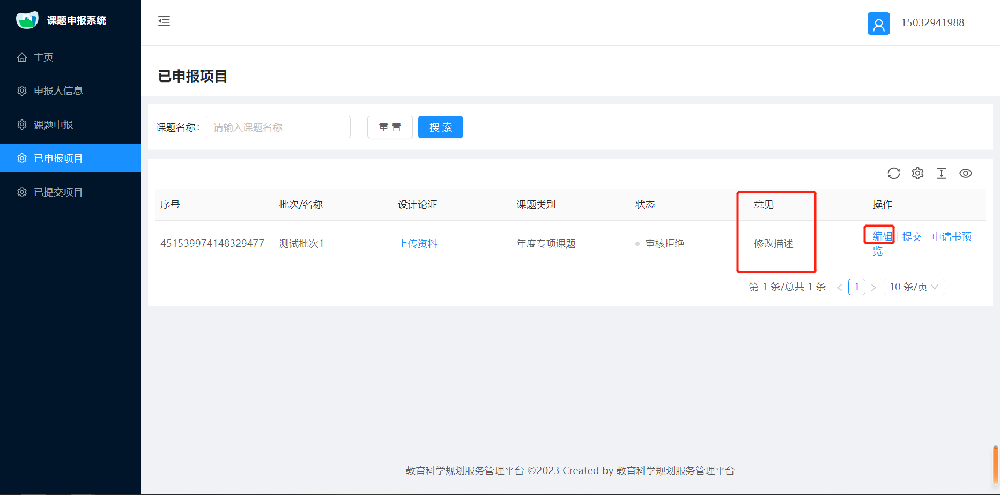 课题申报系统
15032941988
主页
申报人信息
课题申报
已申报项目
已提交项目
已申报项目
课题名称: 请输入课题名称 重 置 搜 索
序号 批次/名称 设计论证 课题类别 状态 意见 操作
451539974148329477 测试批次1 上传资料 年度专项课题 审核拒绝 修改描述 编辑 提交 申请书预
览
第 1 条/总共 1 条 < 1 > 10 条/页
教育科学规划服务管理平台 ©2023 Created by 教育科学规划服务管理平台